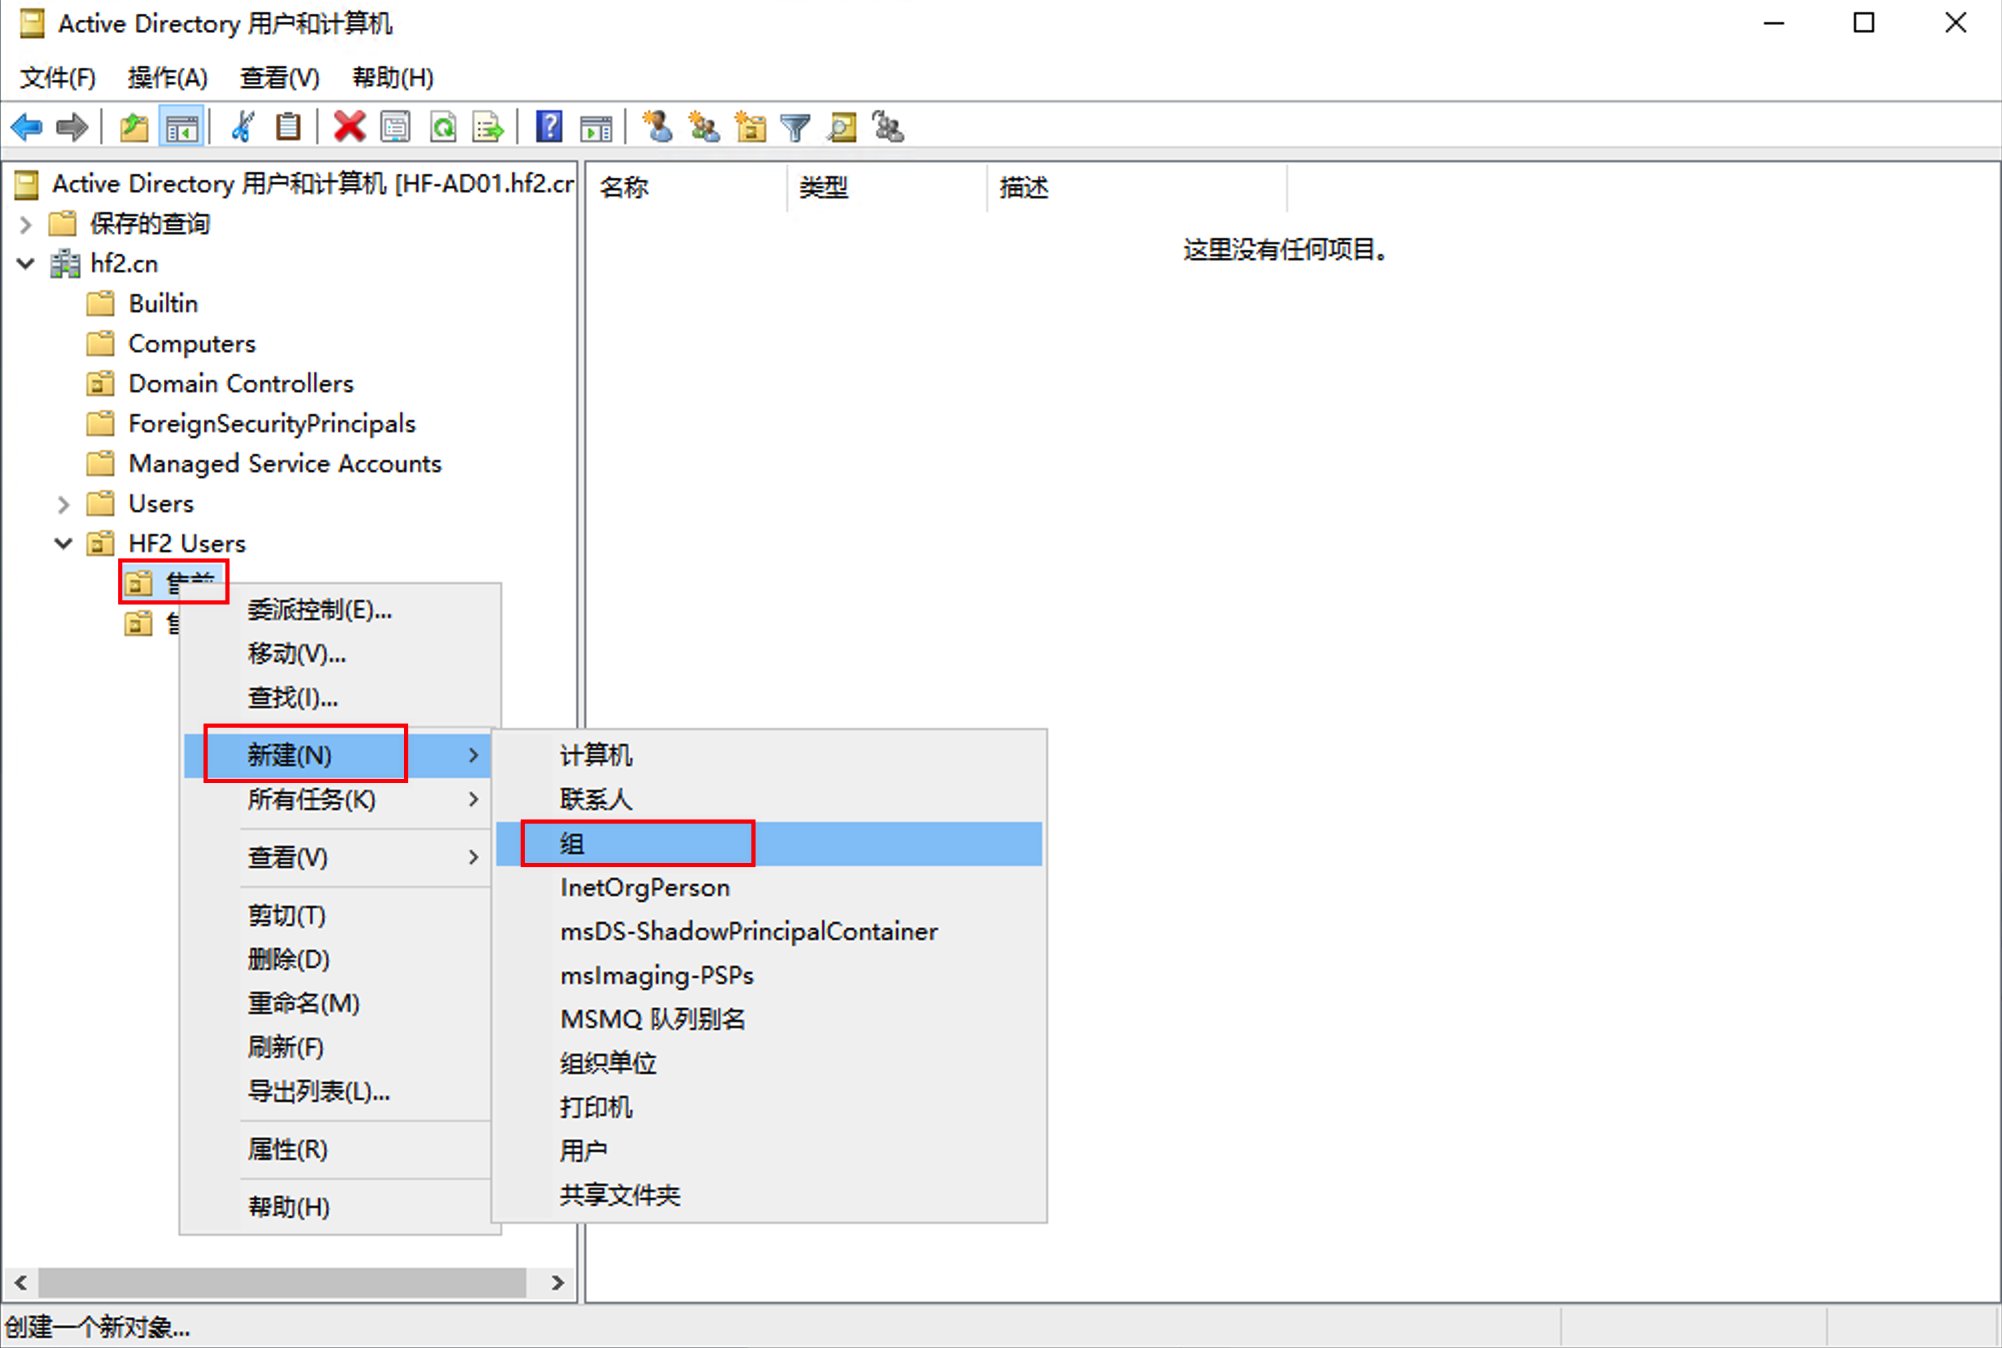 Active Directory 用户和计算机
文件(F) 操作(A) 查看(V) 帮助(H)
Active Directory 用户和计算机 [HF-AD01.hf2.cn
保存的查询
hf2.cn
Builtin
Computers
Domain Controllers
ForeignSecurityPrincipals
Managed Service Accounts
Users
HF2 Users
售前
委派控制(E)...
移动(V)...
查找(I)...
新建(N)
所有任务(K)
查看(V)
剪切(T)
删除(D)
重命名(M)
刷新(F)
导出列表(L)...
属性(R)
帮助(H)
计算机
联系人
组
InetOrgPerson
msDS-ShadowPrincipalContainer
msImaging-PSPs
MSMQ 队列别名
组织单位
打印机
用户
共享文件夹
名称 类型 描述
这里没有任何项目。
创建一个新对象...